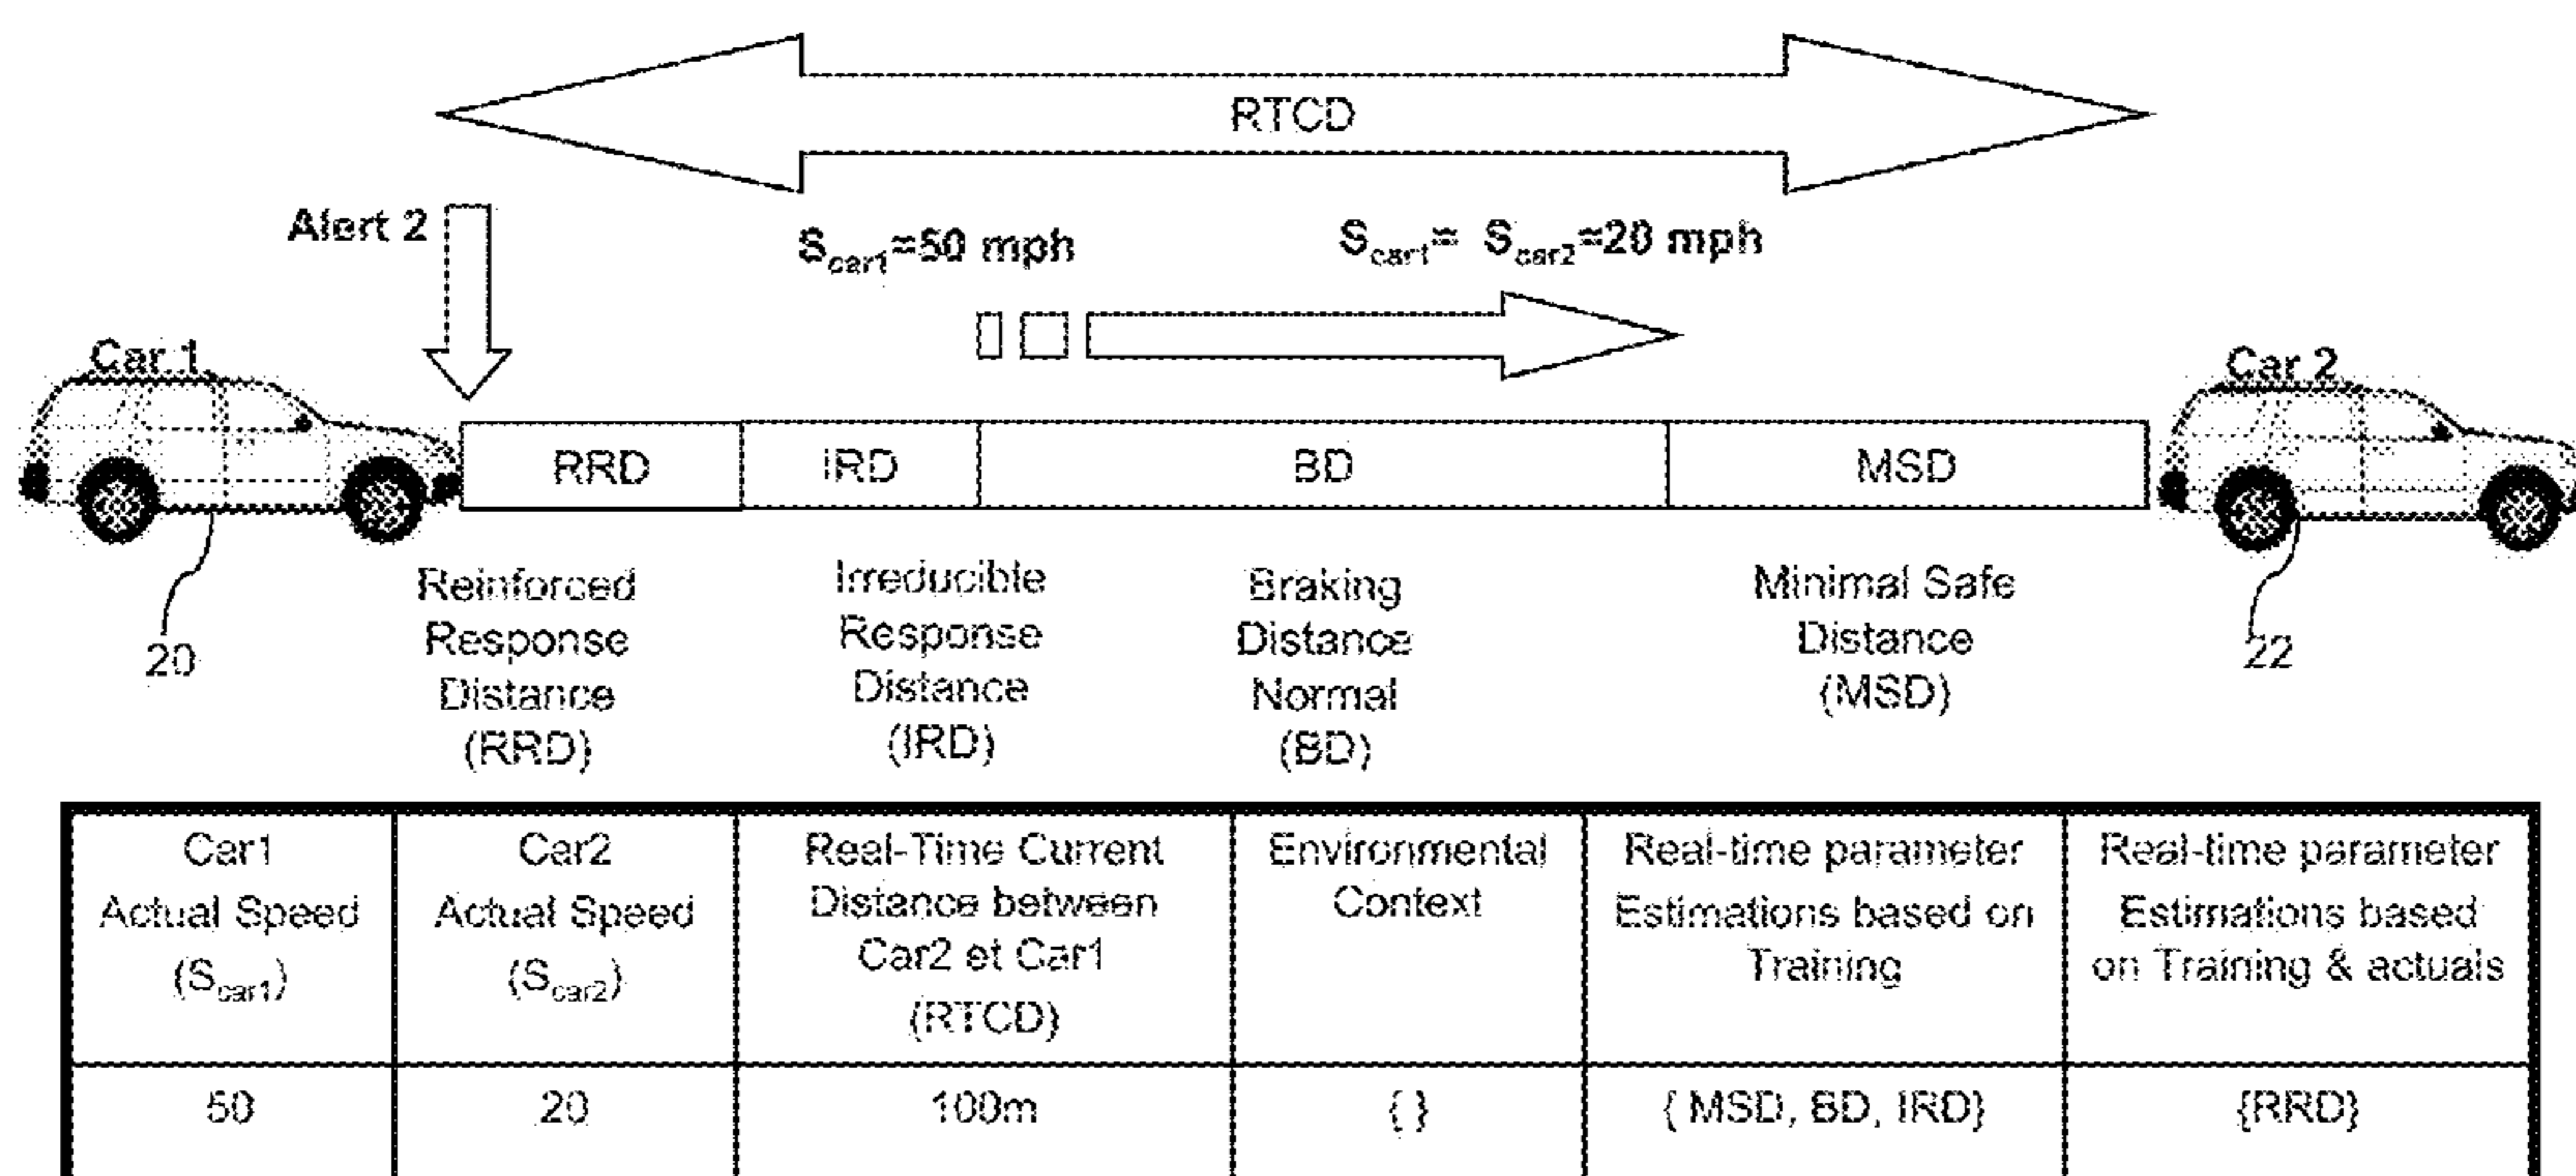 RTCD
Alert 2
Scar1=50 mph
Scar1= Scar2=20 mph
Car 1
Car 2
RRD
IRD
BD
MSD
Reinforced
Response
Distance
(RRD)
Irreducible
Response
Distance
(IRD)
Braking
Distance
Normal
(BD)
Minimal Safe
Distance
(MSD)
20
22
Car1
Actual Speed
(Scar1)
Car2
Actual Speed
(Scar2)
Real-Time Current
Distance between
Car2 et Car1
(RTCD)
Environmental
Context
Real-time parameter
Estimations based on
Training
Real-time parameter
Estimations based
on Training & actuals
50
20
100m
{ }
{ MSD, BD, IRD}
{RRD}